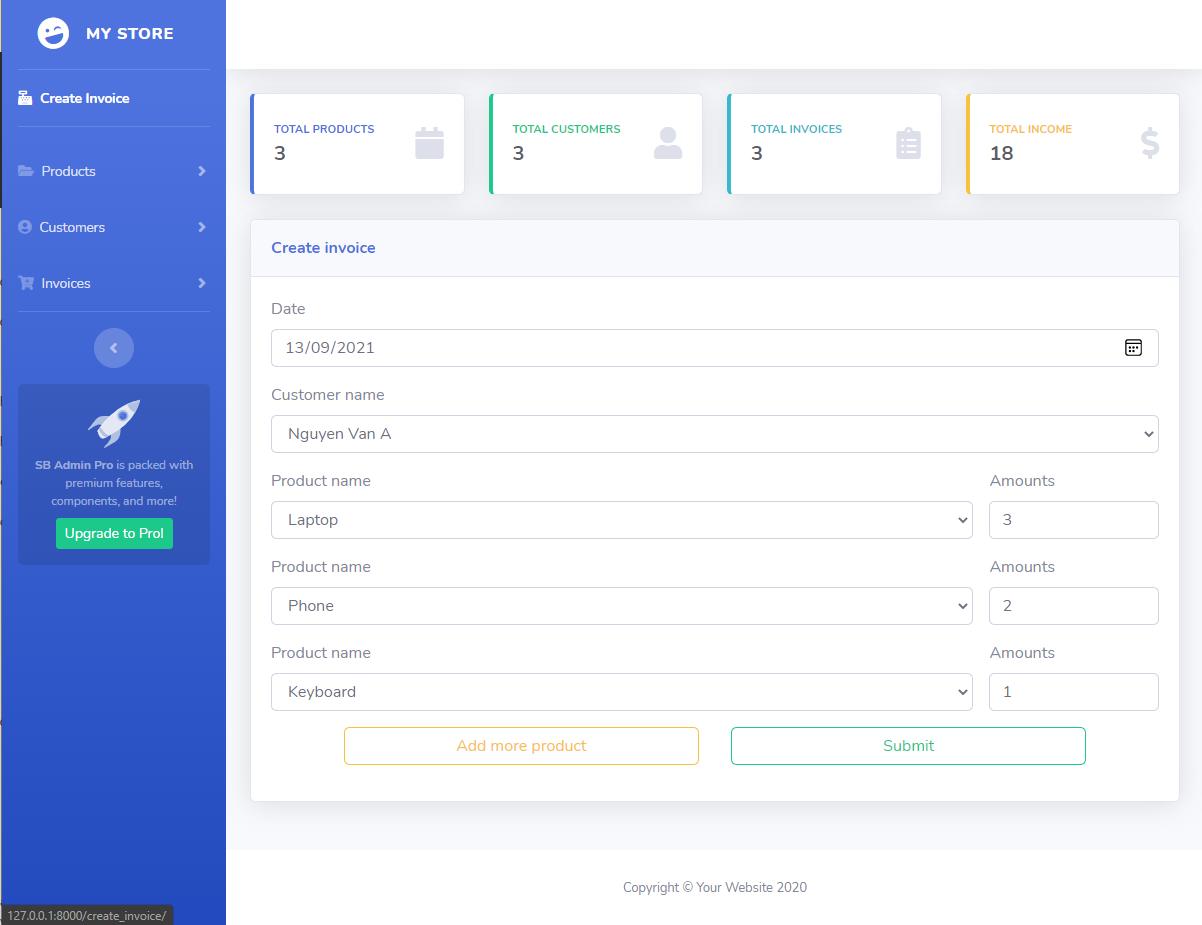 MY STORE
Create Invoice
Products
Customers
Invoices
SB Admin Pro is packed with
premium features,
components, and more!
Upgrade to Pro!
127.0.0.1:8000/create_invoice/
TOTAL PRODUCTS
3
TOTAL CUSTOMERS
3
TOTAL INVOICES
3
TOTAL INCOME
18
Create invoice
Date
13/09/2021
Customer name
Nguyen Van A
Product name Amounts
Laptop 3
Product name Amounts
Phone 2
Product name Amounts
Keyboard 1
Add more product Submit
Copyright © Your Website 2020